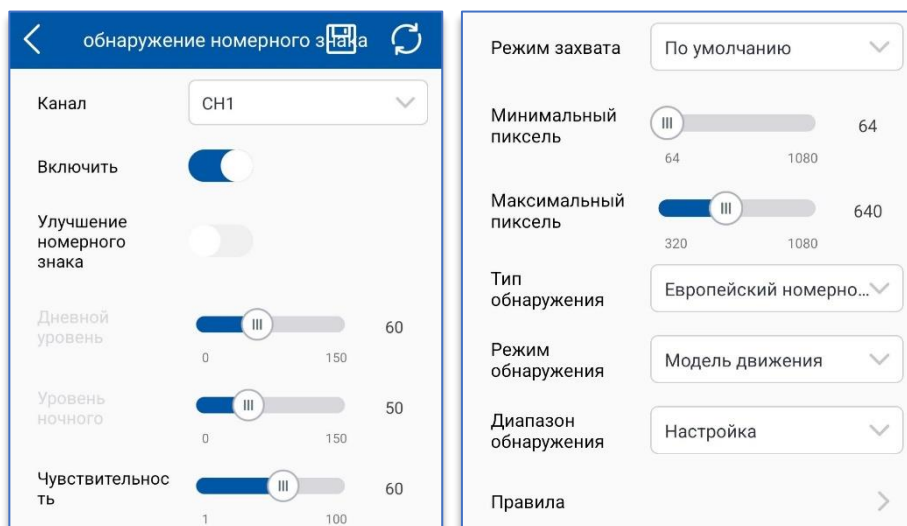 обнаружение номерного знака
Канал
CH1
Включить
Улучшение
номерного
знака
Дневной
уровень
60
0
150
Уровень
ночного
50
0
150
Чувствительнос
ть
60
1
100
Режим захвата
По умолчанию
Минимальный
пиксель
64
64
1080
Максимальный
пиксель
640
320
1080
Тип
обнаружения
Европейский номерно...
Режим
обнаружения
Модель движения
Диапазон
обнаружения
Настройка
Правила